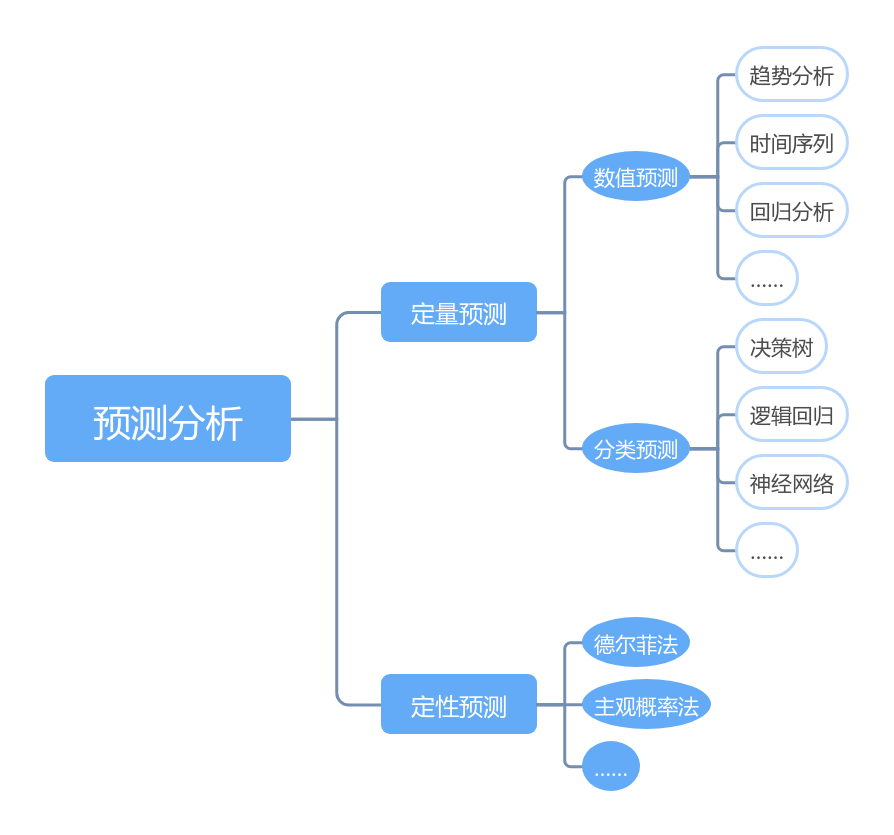 预测分析
定量预测
数值预测
趋势分析
时间序列
回归分析
......
分类预测
决策树
逻辑回归
神经网络
......
定性预测
德尔菲法
主观概率法
......